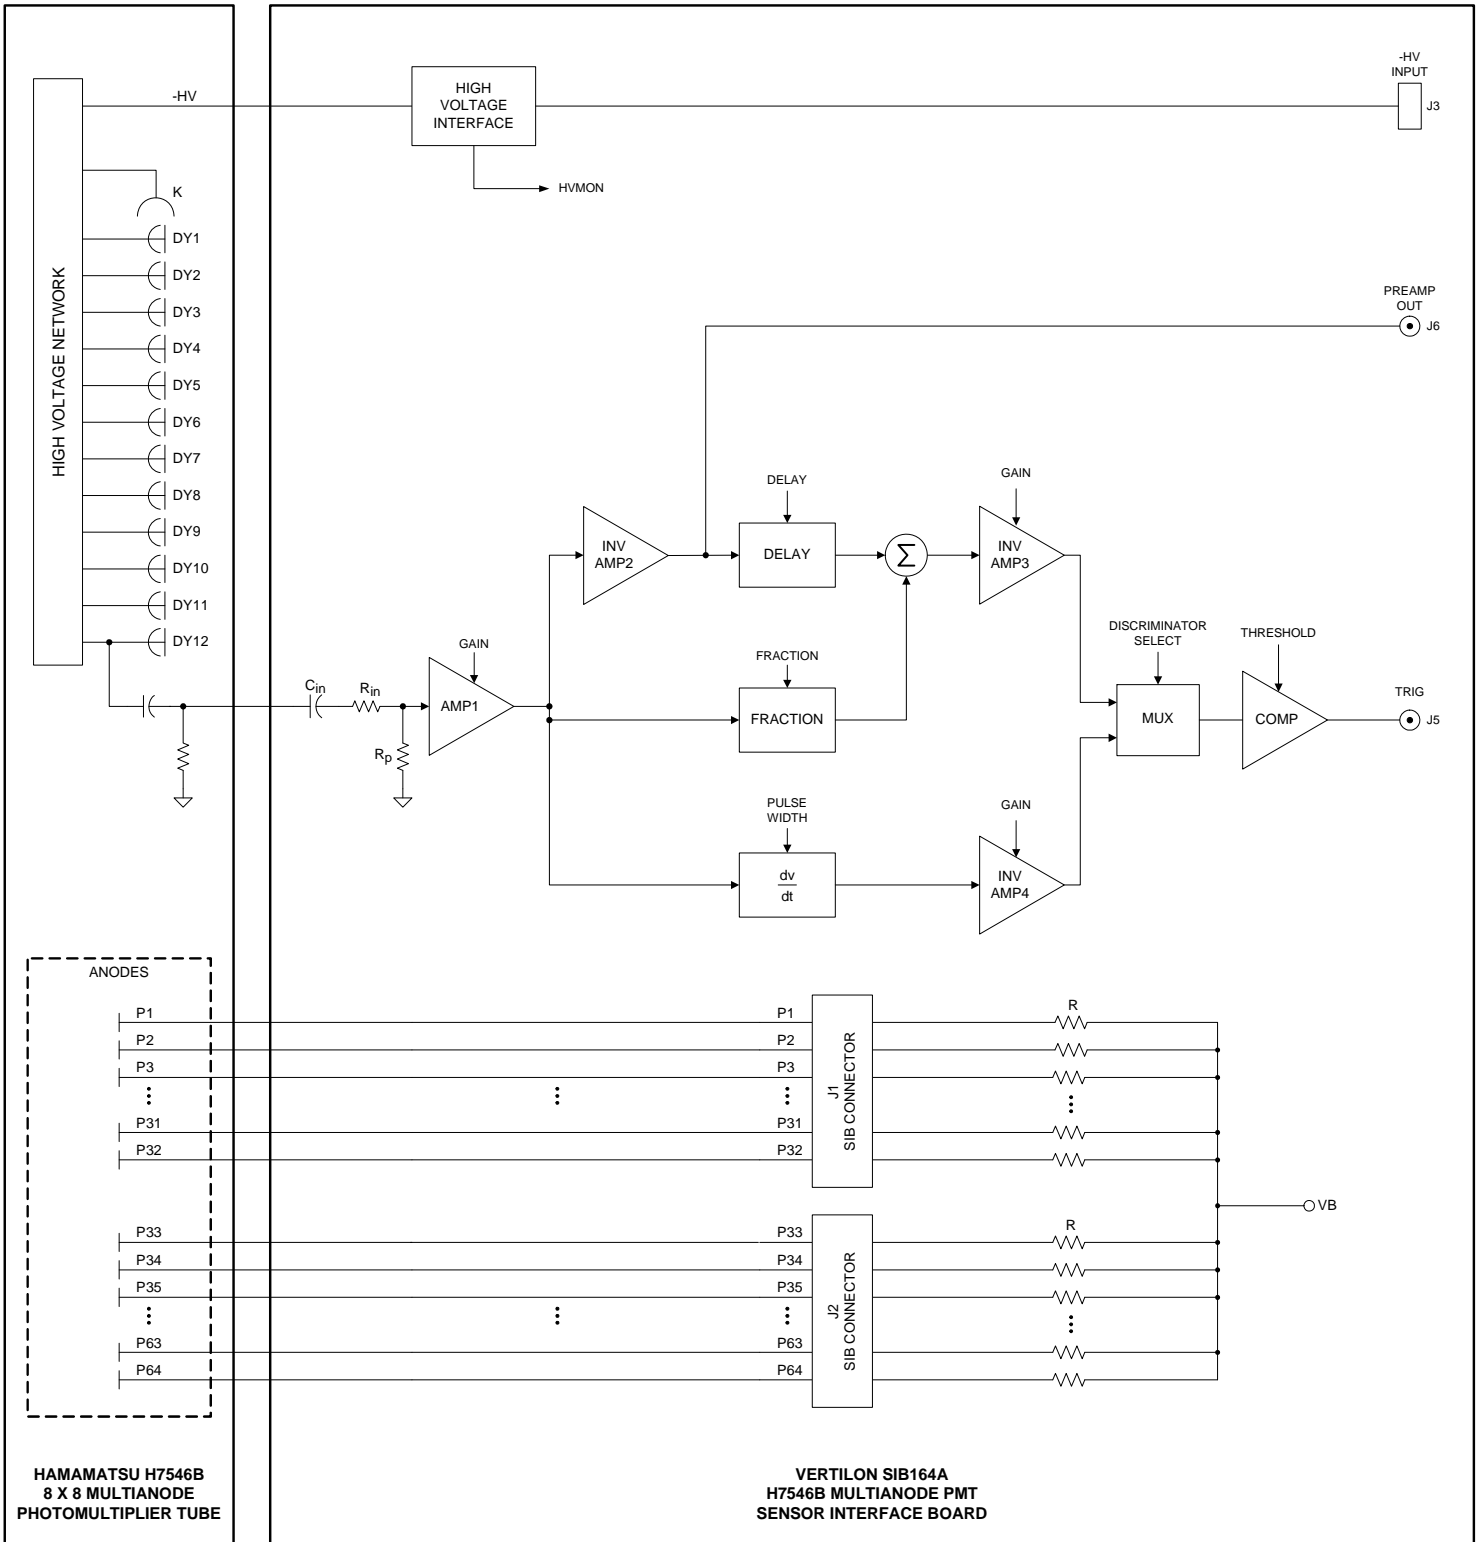 -HV
INPUT
J3
-HV
HIGH
VOLTAGE
INTERFACE
HVMON
HIGH VOLTAGE NETWORK
K
DY1
DY2
DY3
DY4
DY5
DY6
DY7
DY8
DY9
DY10
DY11
DY12
PREAMP
OUT
J6
DELAY
GAIN
INV
AMP2
DELAY
Σ
INV
AMP3
GAIN
FRACTION
DISCRIMINATOR
SELECT
THRESHOLD
Cin
Rin
Rp
AMP1
FRACTION
MUX
COMP
TRIG
J5
PULSE
WIDTH
GAIN
dv
dt
INV
AMP4
ANODES
P1
P2
P3
P31
P32
P33
P34
P35
P63
P64
P1
P2
P3
P31
P32
J1
SIB CONNECTOR
R
P33
P34
P35
P63
P64
J2
SIB CONNECTOR
R
VB
HAMAMATSU H7546B
8 X 8 MULTIANODE
PHOTOMULTIPLIER TUBE
VERTILON SIB164A
H7546B MULTIANODE PMT
SENSOR INTERFACE BOARD